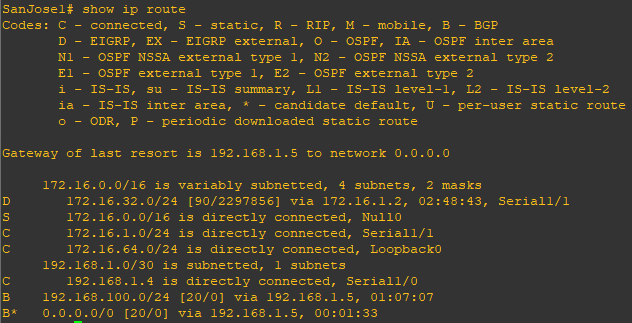 SanJose1# show ip route
Codes: C - connected, S - static, R - RIP, M - mobile, B - BGP
       D - EIGRP, EX - EIGRP external, O - OSPF, IA - OSPF inter area
       N1 - OSPF NSSA external type 1, N2 - OSPF NSSA external type 2
       E1 - OSPF external type 1, E2 - OSPF external type 2
       i - IS-IS, su - IS-IS summary, L1 - IS-IS level-1, L2 - IS-IS level-2
       ia - IS-IS inter area, * - candidate default, U - per-user static route
       o - ODR, P - periodic downloaded static route
Gateway of last resort is 192.168.1.5 to network 0.0.0.0
     172.16.0.0/16 is variably subnetted, 4 subnets, 2 masks
D       172.16.32.0/24 [90/2297856] via 172.16.1.2, 02:48:43, Serial1/1
S       172.16.0.0/16 is directly connected, Null0
C       172.16.1.0/24 is directly connected, Serial1/1
C       172.16.64.0/24 is directly connected, Loopback0
     192.168.1.0/30 is subnetted, 1 subnets
C       192.168.1.4 is directly connected, Serial1/0
B    192.168.100.0/24 [20/0] via 192.168.1.5, 01:07:07
B*   0.0.0.0/0 [20/0] via 192.168.1.5, 00:01:33